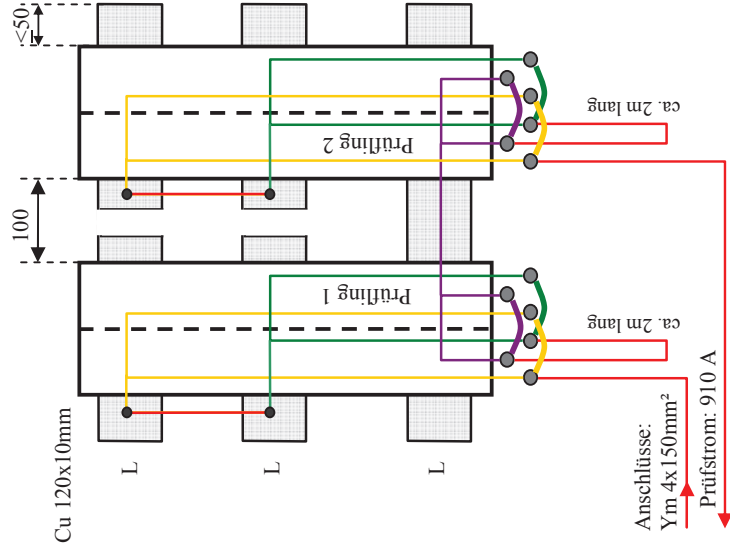 ≤50
100
Cu 120x10mm
L
L
L
Prüfling 1
Prüfling 2
ca. 2m lang
ca. 2m lang
Anschlüsse:
Ym 4x150mm²
Prüfstrom: 910 A